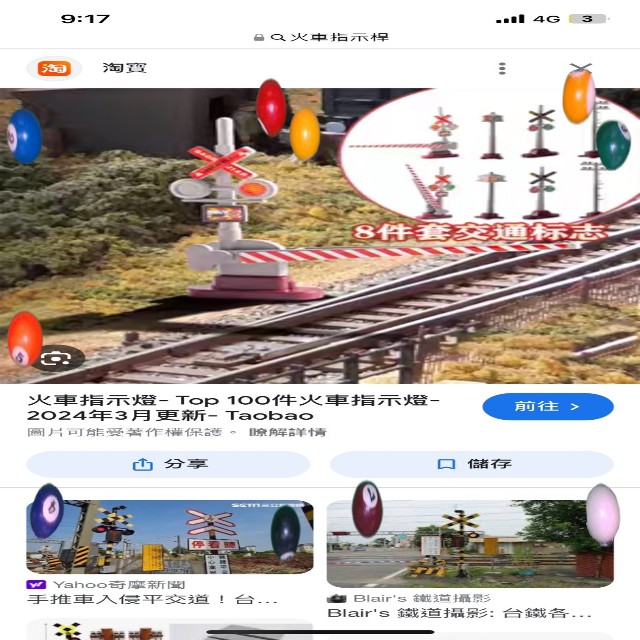 9:17
4G
3
火車指示桿
淘
淘寶
8件套交通标志
火車指示燈- Top 100件火車指示燈-
2024年3月更新- Taobao
圖片可能受著作權保護。 瞭解詳情
前往 >
分享
儲存
停看聽
Yahoo奇摩新聞
手推車入侵平交道！台...
Blair's 鐵道攝影
Blair's 鐵道攝影: 台鐵各...